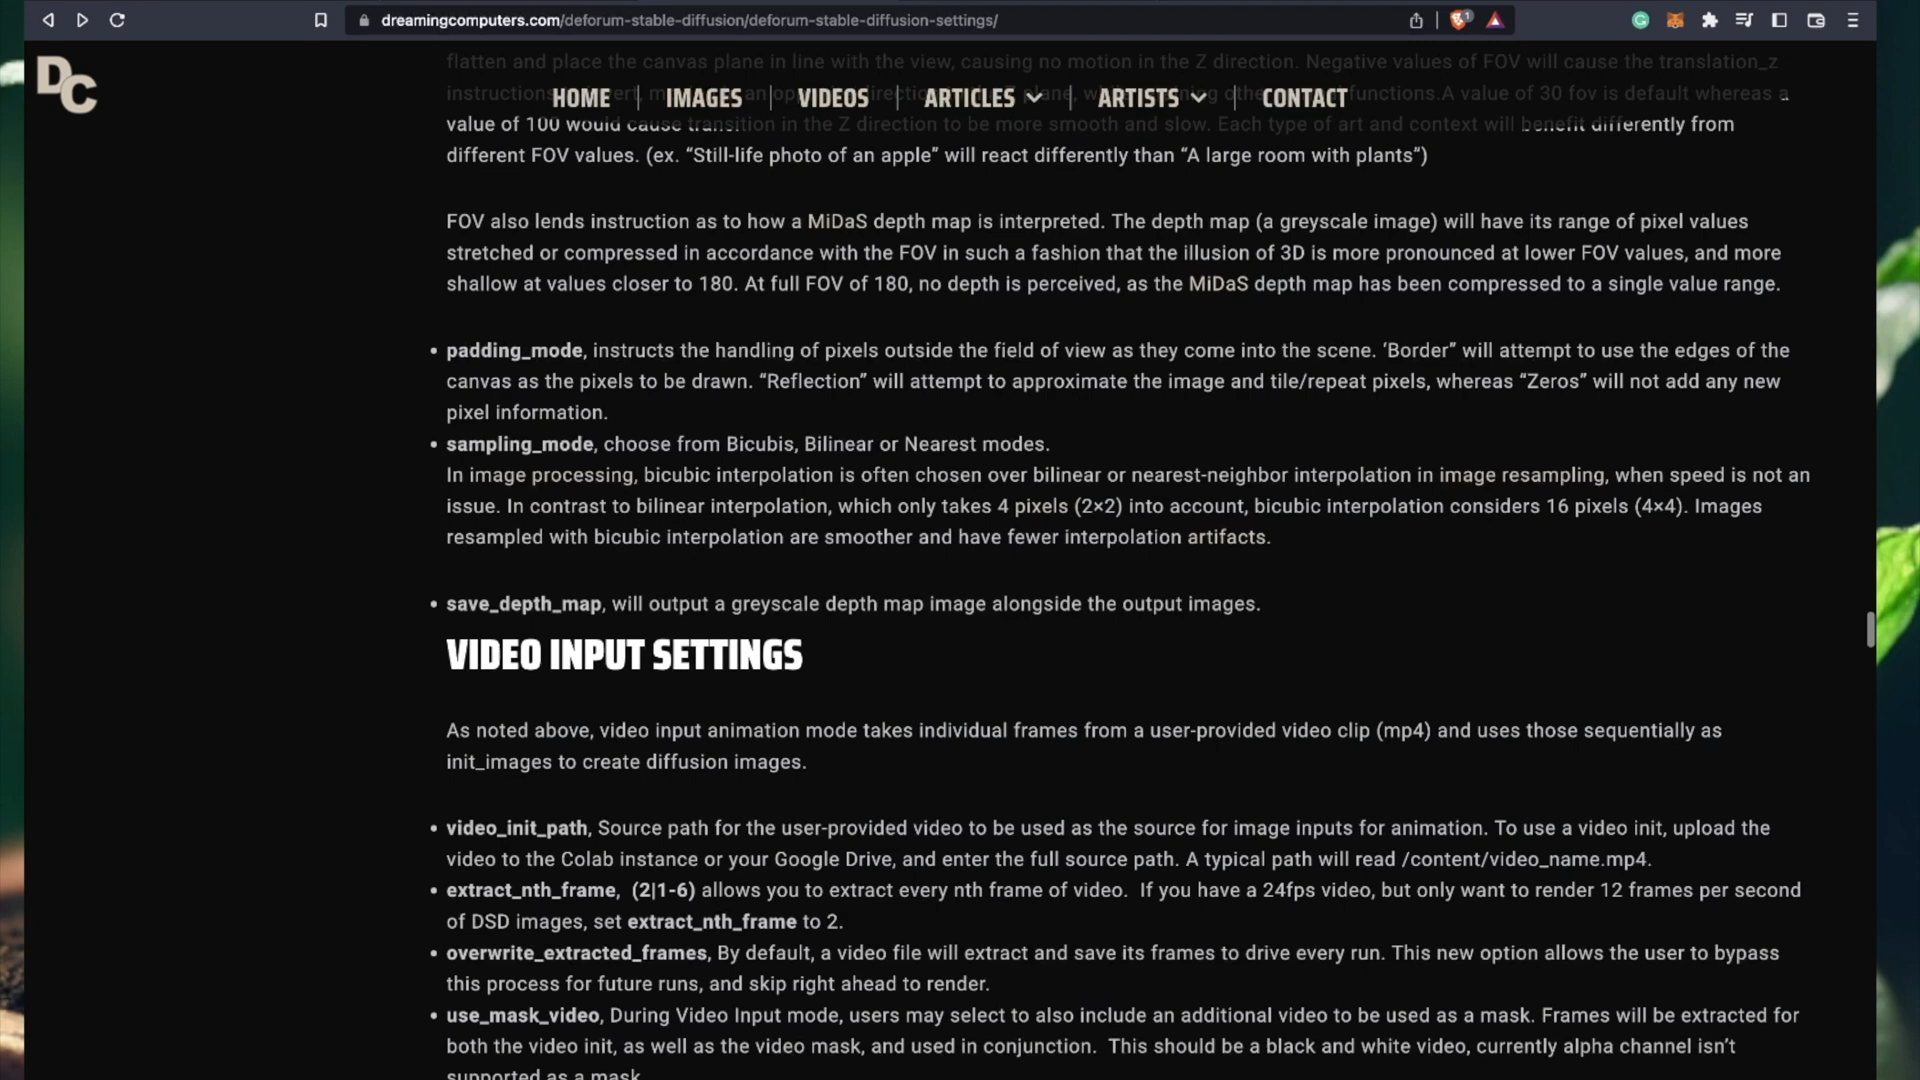 dreamingcomputers.com/deforum-stable-diffusion/deforum-stable-diffusion-settings/
1
DC
flatten and place the canvas plane in line with the view, causing no motion in the Z direction. Negative values of FOV will cause the translation_z
HOME | IMAGES | VIDEOS | ARTICLES | ARTISTS | CONTACT
instructions functions.A value of 30 fov is default whereas a
value of 100 would cause transition in the Z direction to be more smooth and slow. Each type of art and context will benefit differently from
different FOV values. (ex. “Still-life photo of an apple” will react differently than “A large room with plants”)
FOV also lends instruction as to how a MiDaS depth map is interpreted. The depth map (a greyscale image) will have its range of pixel values
stretched or compressed in accordance with the FOV in such a fashion that the illusion of 3D is more pronounced at lower FOV values, and more
shallow at values closer to 180. At full FOV of 180, no depth is perceived, as the MiDaS depth map has been compressed to a single value range.
• padding_mode, instructs the handling of pixels outside the field of view as they come into the scene. ‘Border” will attempt to use the edges of the
canvas as the pixels to be drawn. “Reflection” will attempt to approximate the image and tile/repeat pixels, whereas “Zeros” will not add any new
pixel information.
• sampling_mode, choose from Bicubis, Bilinear or Nearest modes.
In image processing, bicubic interpolation is often chosen over bilinear or nearest-neighbor interpolation in image resampling, when speed is not an
issue. In contrast to bilinear interpolation, which only takes 4 pixels (2×2) into account, bicubic interpolation considers 16 pixels (4×4). Images
resampled with bicubic interpolation are smoother and have fewer interpolation artifacts.
• save_depth_map, will output a greyscale depth map image alongside the output images.
VIDEO INPUT SETTINGS
As noted above, video input animation mode takes individual frames from a user-provided video clip (mp4) and uses those sequentially as
init_images to create diffusion images.
• video_init_path, Source path for the user-provided video to be used as the source for image inputs for animation. To use a video init, upload the
video to the Colab instance or your Google Drive, and enter the full source path. A typical path will read /content/video_name.mp4.
• extract_nth_frame, (2|1-6) allows you to extract every nth frame of video. If you have a 24fps video, but only want to render 12 frames per second
of DSD images, set extract_nth_frame to 2.
• overwrite_extracted_frames, By default, a video file will extract and save its frames to drive every run. This new option allows the user to bypass
this process for future runs, and skip right ahead to render.
• use_mask_video, During Video Input mode, users may select to also include an additional video to be used as a mask. Frames will be extracted for
both the video init, as well as the video mask, and used in conjunction. This should be a black and white video, currently alpha channel isn’t
supported as a mask